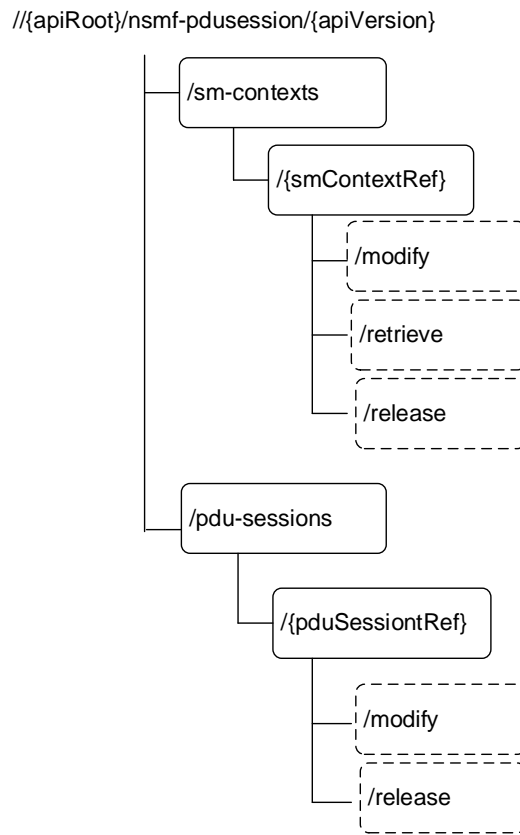 //{apiRoot}/nsmf-pdusession/{apiVersion}
/sm-contexts
/{smContextRef}
/modify
/retrieve
/release
/pdu-sessions
/{pduSessiontRef}
/modify
/release